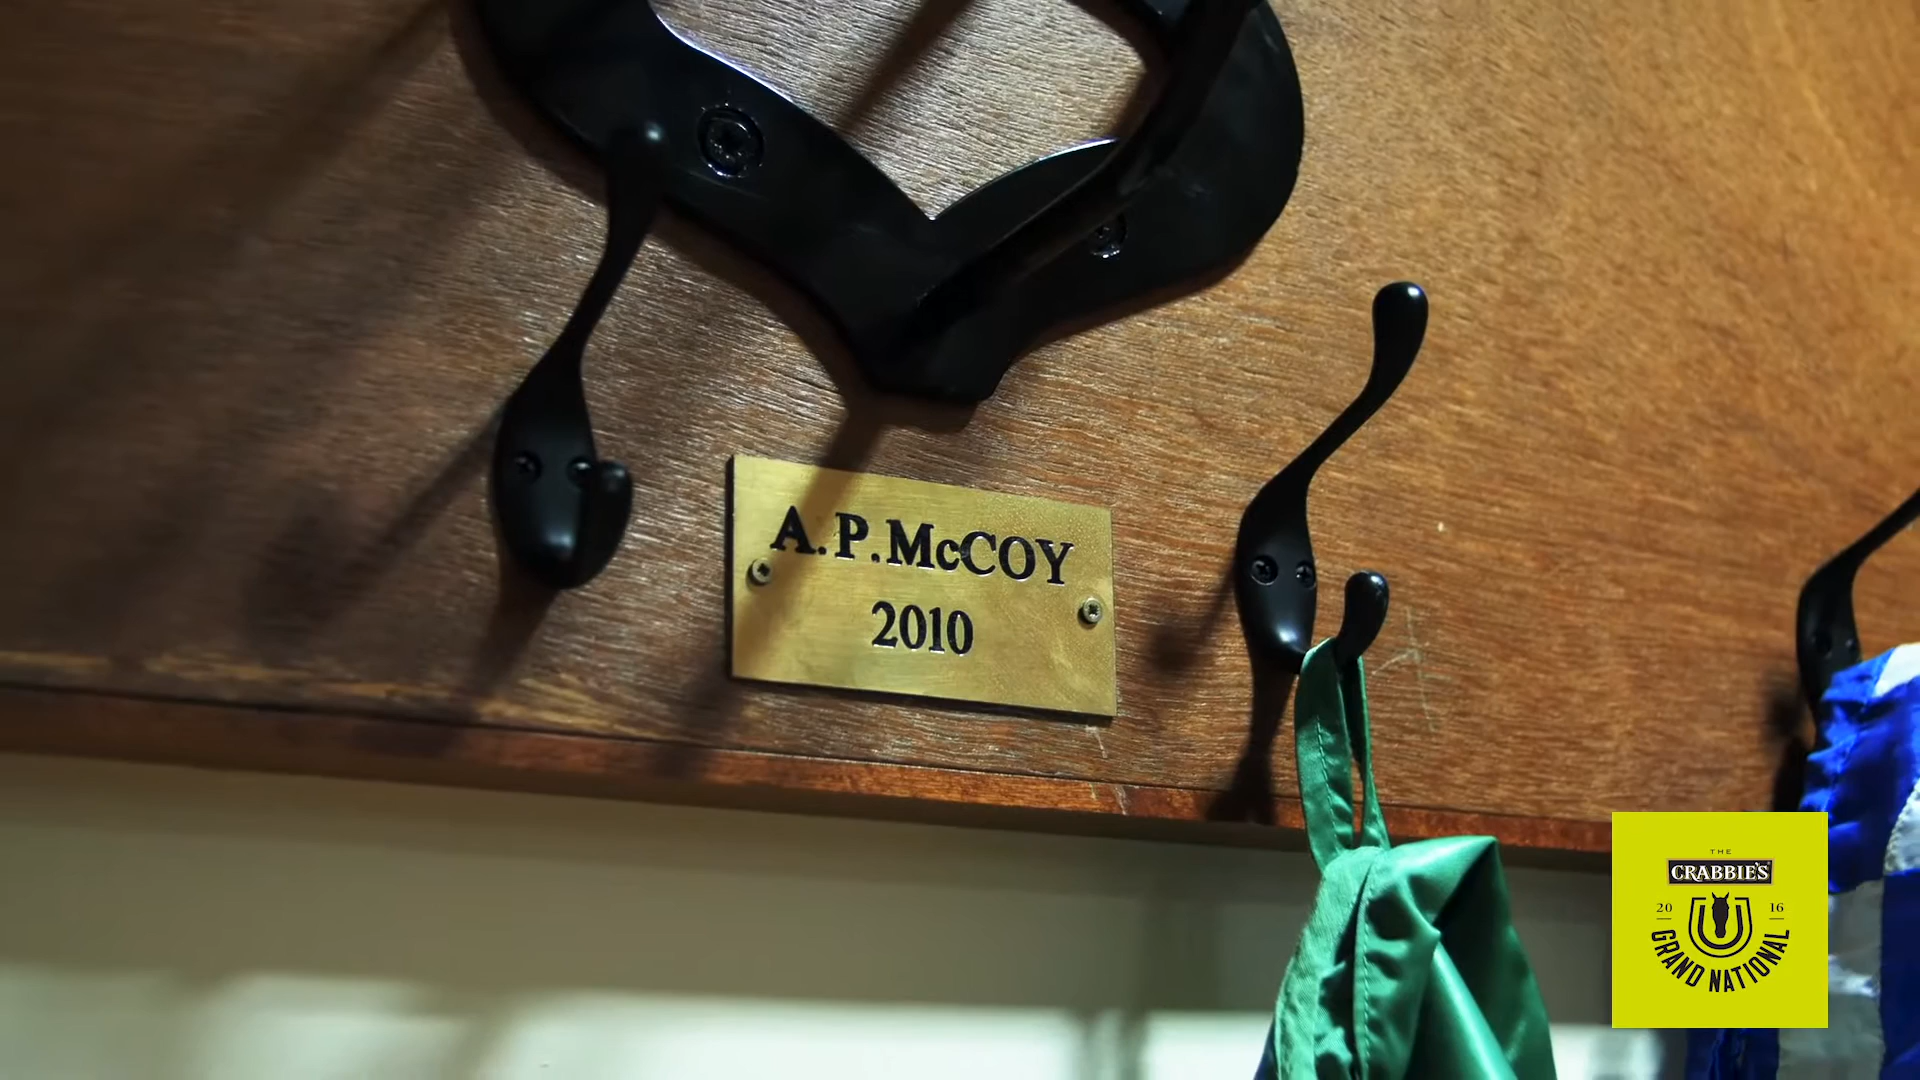 A.P.McCOY
2010
THE
CRABBIE'S
20 16
GRAND NATIONAL